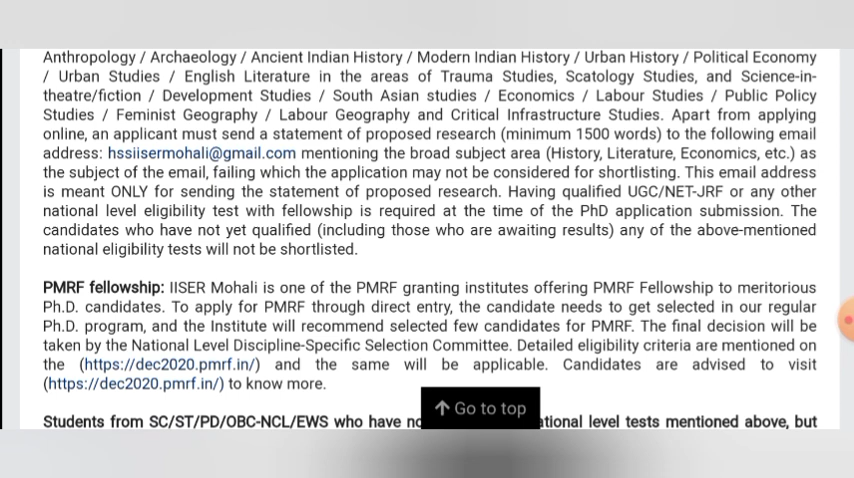 Anthropology / Archaeology / Ancient Indian History / Modern Indian History / Urban History / Political Economy
/ Urban Studies / English Literature in the areas of Trauma Studies, Scatology Studies, and Science-in-
theatre/fiction / Development Studies / South Asian studies / Economics / Labour Studies / Public Policy
Studies / Feminist Geography / Labour Geography and Critical Infrastructure Studies. Apart from applying
online, an applicant must send a statement of proposed research (minimum 1500 words) to the following email
address: hssiisermohali@gmail.com mentioning the broad subject area (History, Literature, Economics, etc.) as
the subject of the email, failing which the application may not be considered for shortlisting. This email address
is meant ONLY for sending the statement of proposed research. Having qualified UGC/NET-JRF or any other
national level eligibility test with fellowship is required at the time of the PhD application submission. The
candidates who have not yet qualified (including those who are awaiting results) any of the above-mentioned
national eligibility tests will not be shortlisted.
PMRF fellowship: IISER Mohali is one of the PMRF granting institutes offering PMRF Fellowship to meritorious
Ph.D. candidates. To apply for PMRF through direct entry, the candidate needs to get selected in our regular
Ph.D. program, and the Institute will recommend selected few candidates for PMRF. The final decision will be
taken by the National Level Discipline-Specific Selection Committee. Detailed eligibility criteria are mentioned on
the (https://dec2020.pmrf.in/) and the same will be applicable. Candidates are advised to visit
(https://dec2020.pmrf.in/) to know more.
↑ Go to top
Students from SC/ST/PD/OBC-NCL/EWS who have level tests mentioned above, but